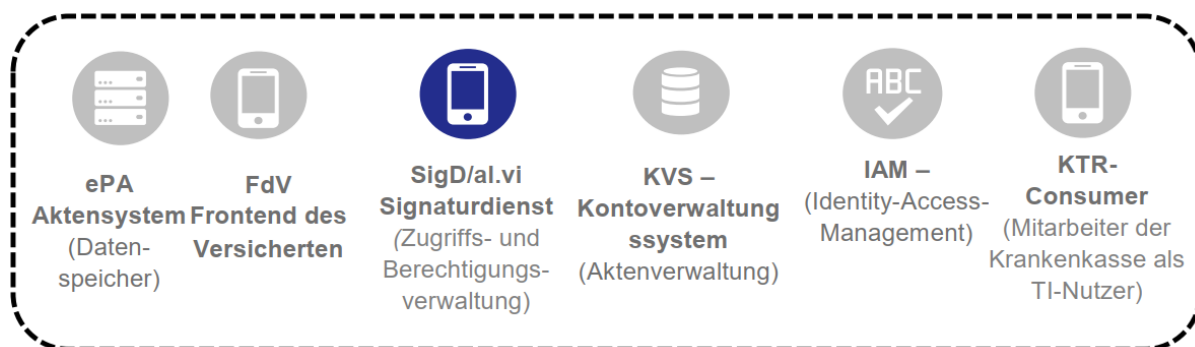 ABC
ePA
Aktensystem
(Daten-
speicher)
FdV
Frontend des
Versicherten
SigD/al.vi
Signaturdienst
(Zugriffs- und
Berechtigungs-
verwaltung)
KVS –
Kontoverwaltung
ssystem
(Aktenverwaltung)
IAM –
(Identity-Access-
Management)
KTR-
Consumer
(Mitarbeiter der
Krankenkasse als
TI-Nutzer)